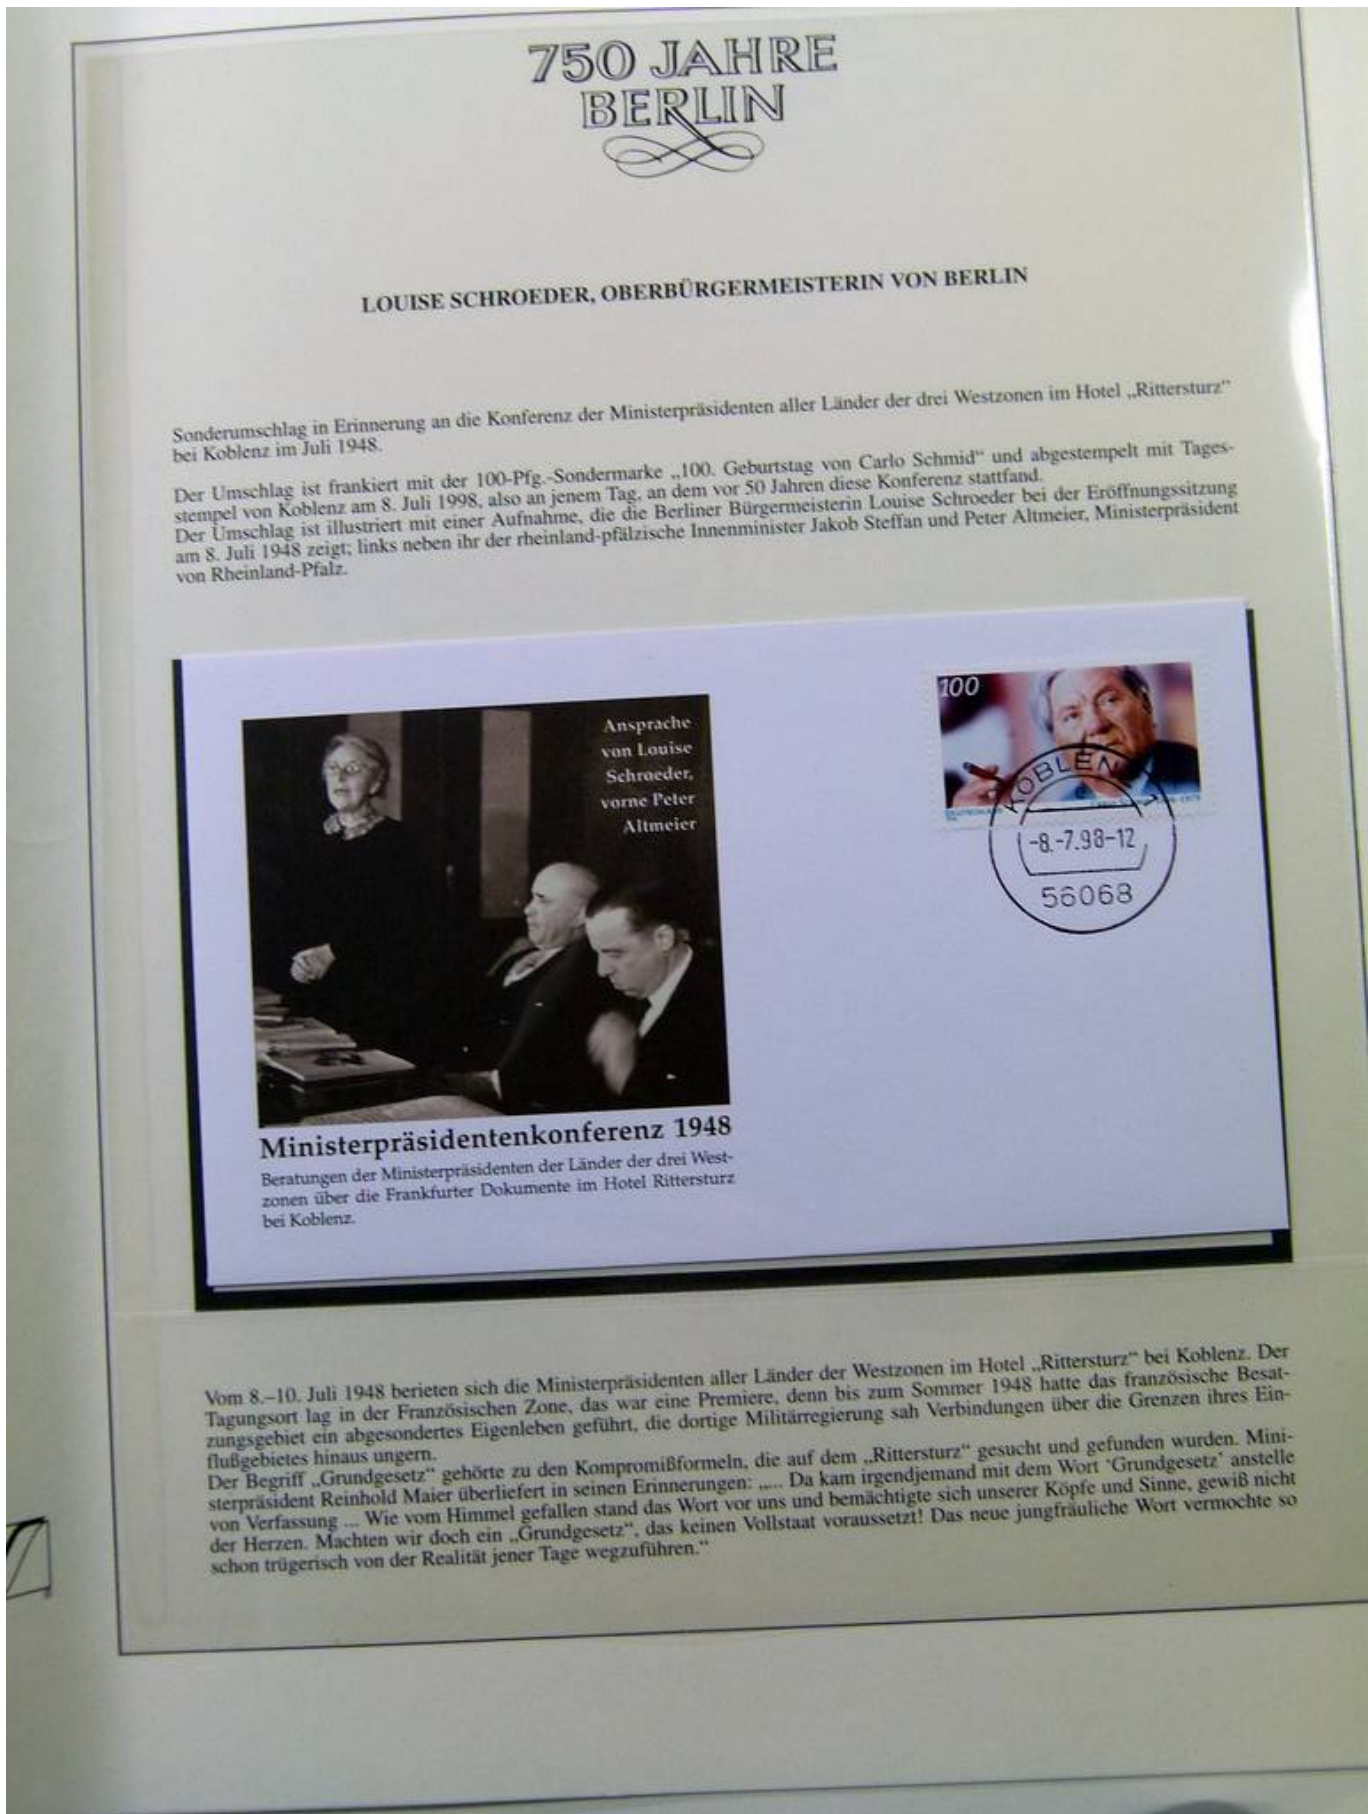 750 JAHRE
BERLIN
LOUISE SCHROEDER, OBERBÜRGERMEISTERIN VON BERLIN
Sonderumschlag in Erinnerung an die Konferenz der Ministerpräsidenten aller Länder der drei Westzonen im Hotel „Rittersturz“
bei Koblenz im Juli 1948.
Der Umschlag ist frankiert mit der 100-Pfg.-Sondermarke „100. Geburtstag von Carlo Schmid“ und abgestempelt mit Tages-
stempel von Koblenz am 8. Juli 1998, also an jenem Tag, an dem vor 50 Jahren diese Konferenz stattfand.
Der Umschlag ist illustriert mit einer Aufnahme, die die Berliner Bürgermeisterin Louise Schroeder bei der Eröffnungssitzung
am 8. Juli 1948 zeigt; links neben ihr der rheinland-pfälzische Innenminister Jakob Steffan und Peter Altmeier, Ministerpräsident
von Rheinland-Pfalz.
Ansprache
von Louise
Schroeder,
vorne Peter
Altmeier
100
DEUTSCHLAND
KOBLENZ 1
e
-8.-7.98-12
56068
Ministerpräsidentenkonferenz 1948
Beratungen der Ministerpräsidenten der Länder der drei West-
zonen über die Frankfurter Dokumente im Hotel Rittersturz
bei Koblenz.
Vom 8.–10. Juli 1948 berieten sich die Ministerpräsidenten aller Länder der Westzonen im Hotel „Rittersturz“ bei Koblenz. Der
Tagungsort lag in der Französischen Zone, das war eine Premiere, denn bis zum Sommer 1948 hatte das französische Besat-
zungsgebiet ein abgesondertes Eigenleben geführt, die dortige Militärregierung sah Verbindungen über die Grenzen ihres Ein-
flußgebietes hinaus ungern.
Der Begriff „Grundgesetz“ gehörte zu den Kompromißformeln, die auf dem „Rittersturz“ gesucht und gefunden wurden. Mini-
sterpräsident Reinhold Maier überliefert in seinen Erinnerungen: „... Da kam irgendjemand mit dem Wort ‘Grundgesetz’ anstelle
von Verfassung ... Wie vom Himmel gefallen stand das Wort vor uns und bemächtigte sich unserer Köpfe und Sinne, gewiß nicht
der Herzen. Machten wir doch ein „Grundgesetz“, das keinen Vollstaat voraussetzt! Das neue jungfräuliche Wort vermochte so
schon trügerisch von der Realität jener Tage wegzuführen.“